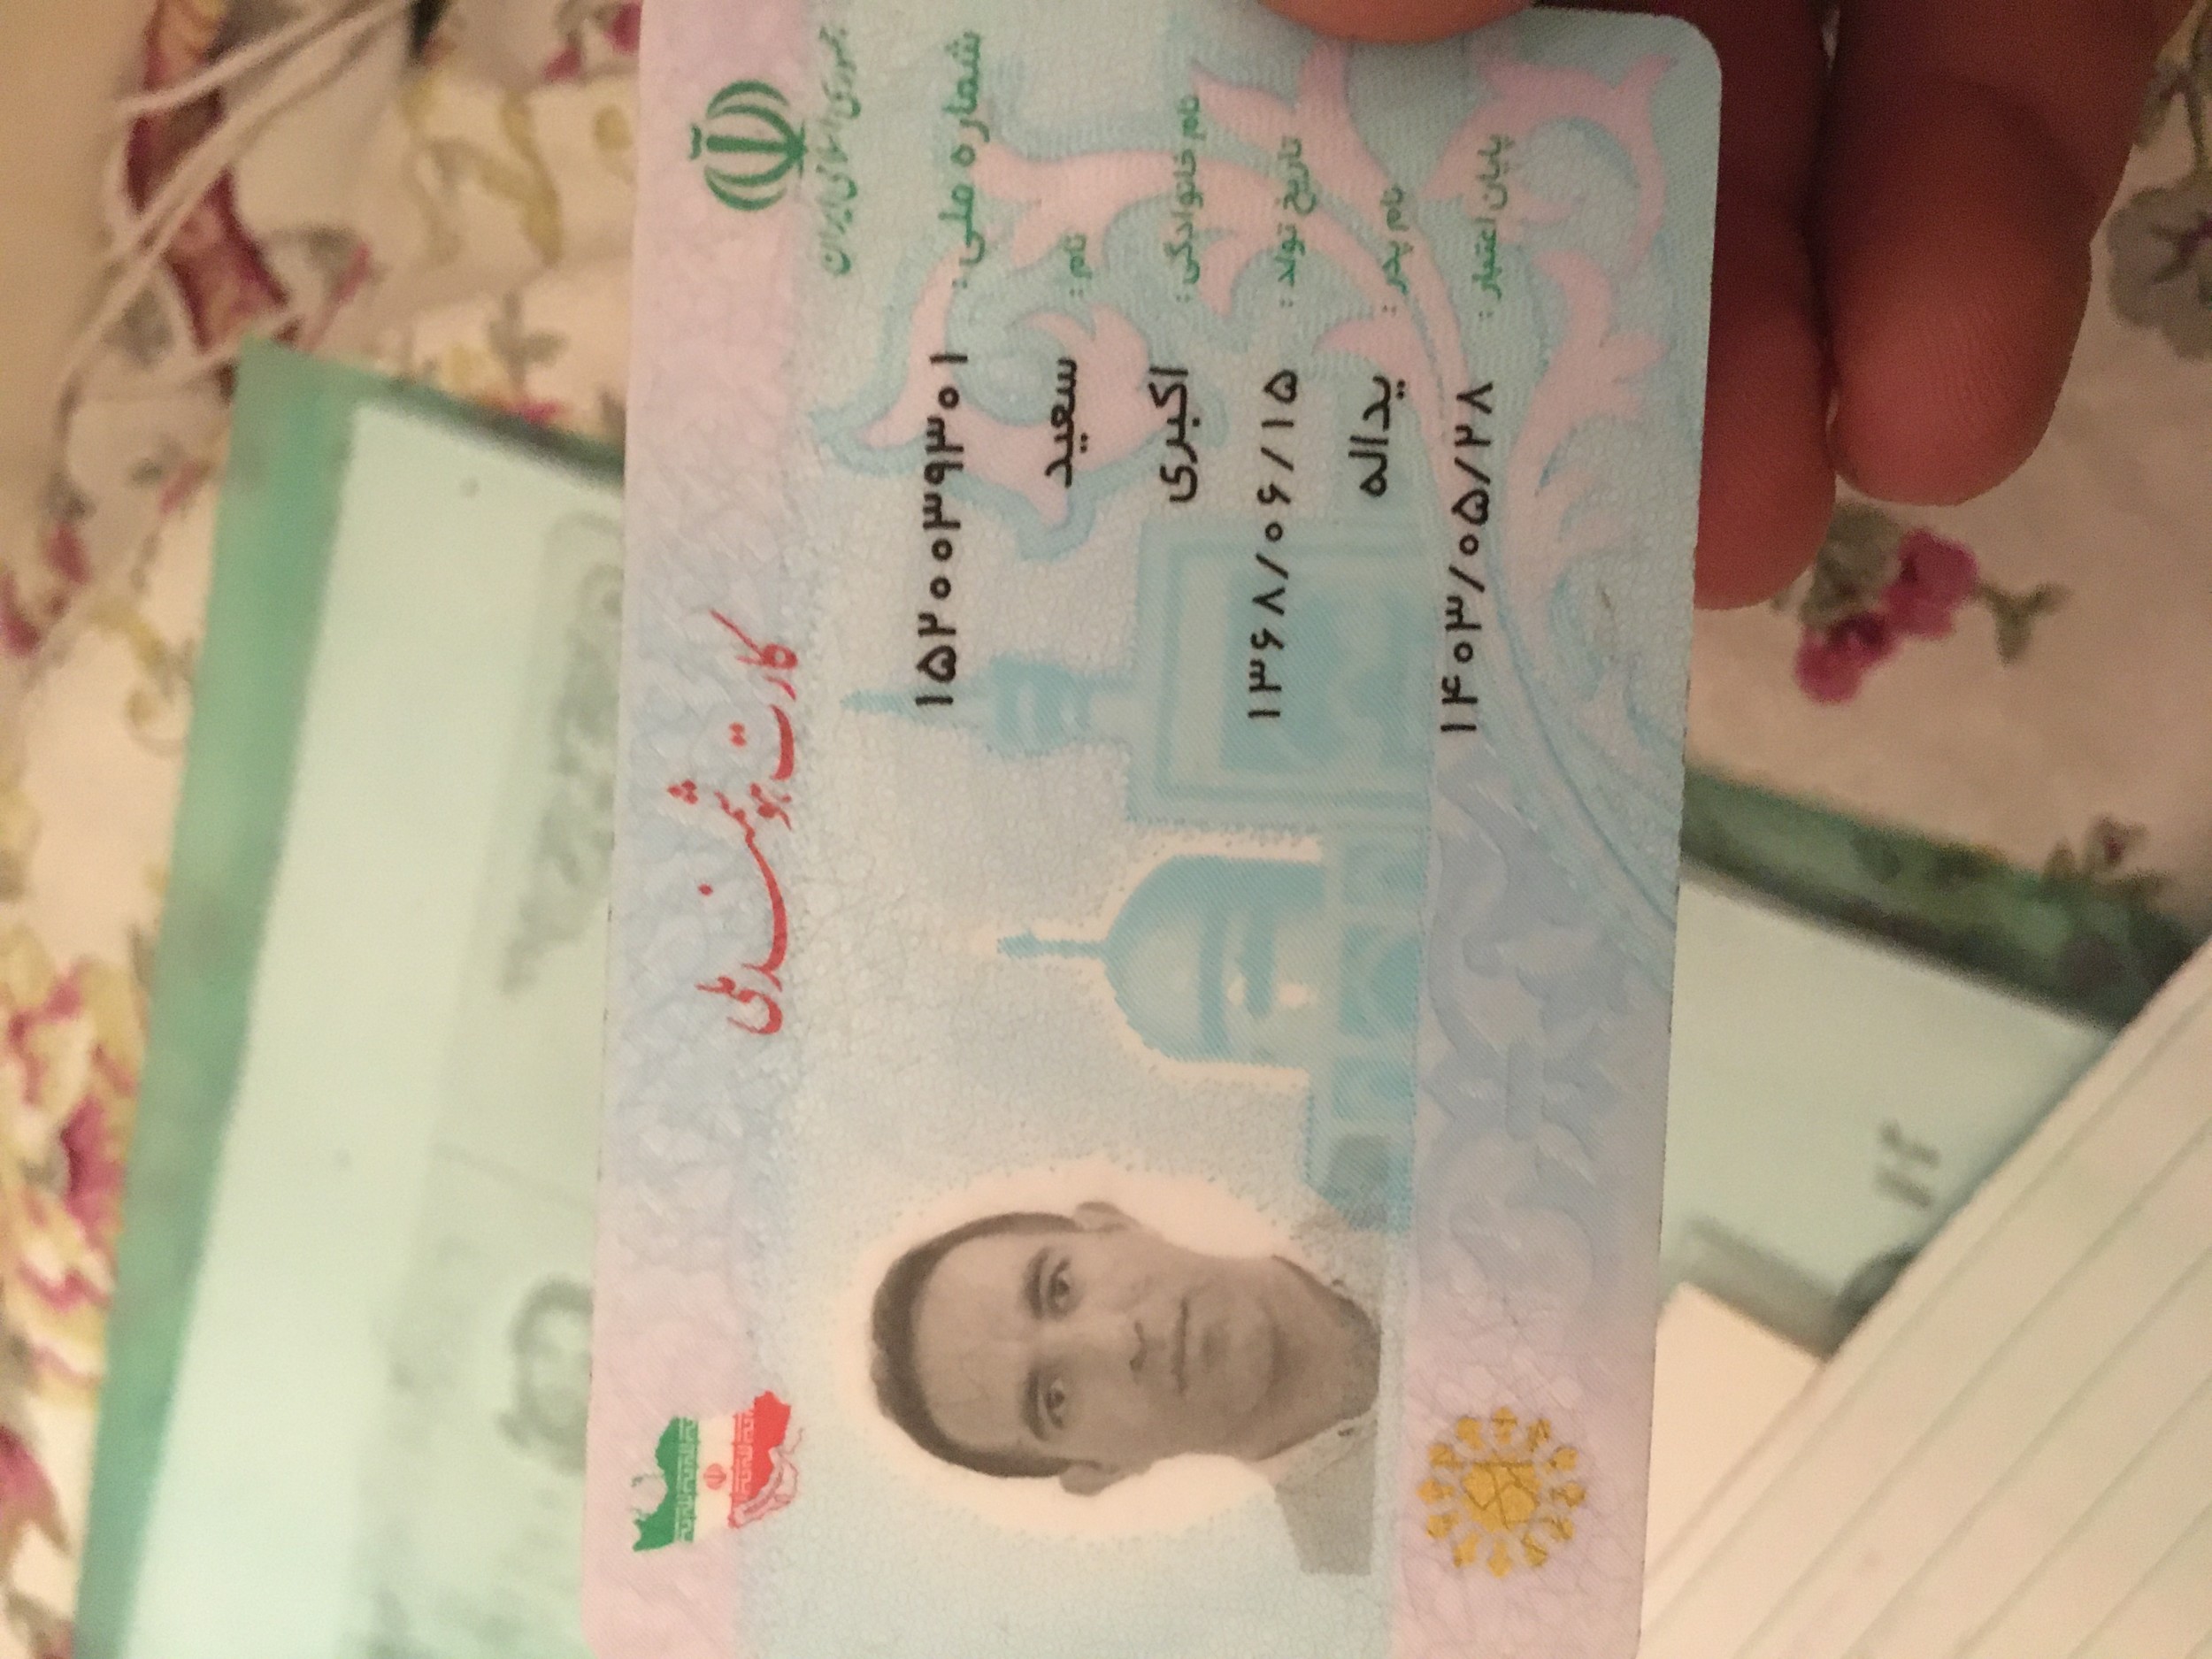 جمهوری اسلامی ایران
کارت هوشمند ملی
شماره ملی: ۱۵۲۰۰۳۹۳۰۱
نام: سعید
نام خانوادگی: اکبری
تاریخ تولد: ۱۳۶۸/۰۶/۱۵
نام پدر: یداله
پایان اعتبار: ۱۴۰۳/۰۵/۲۸